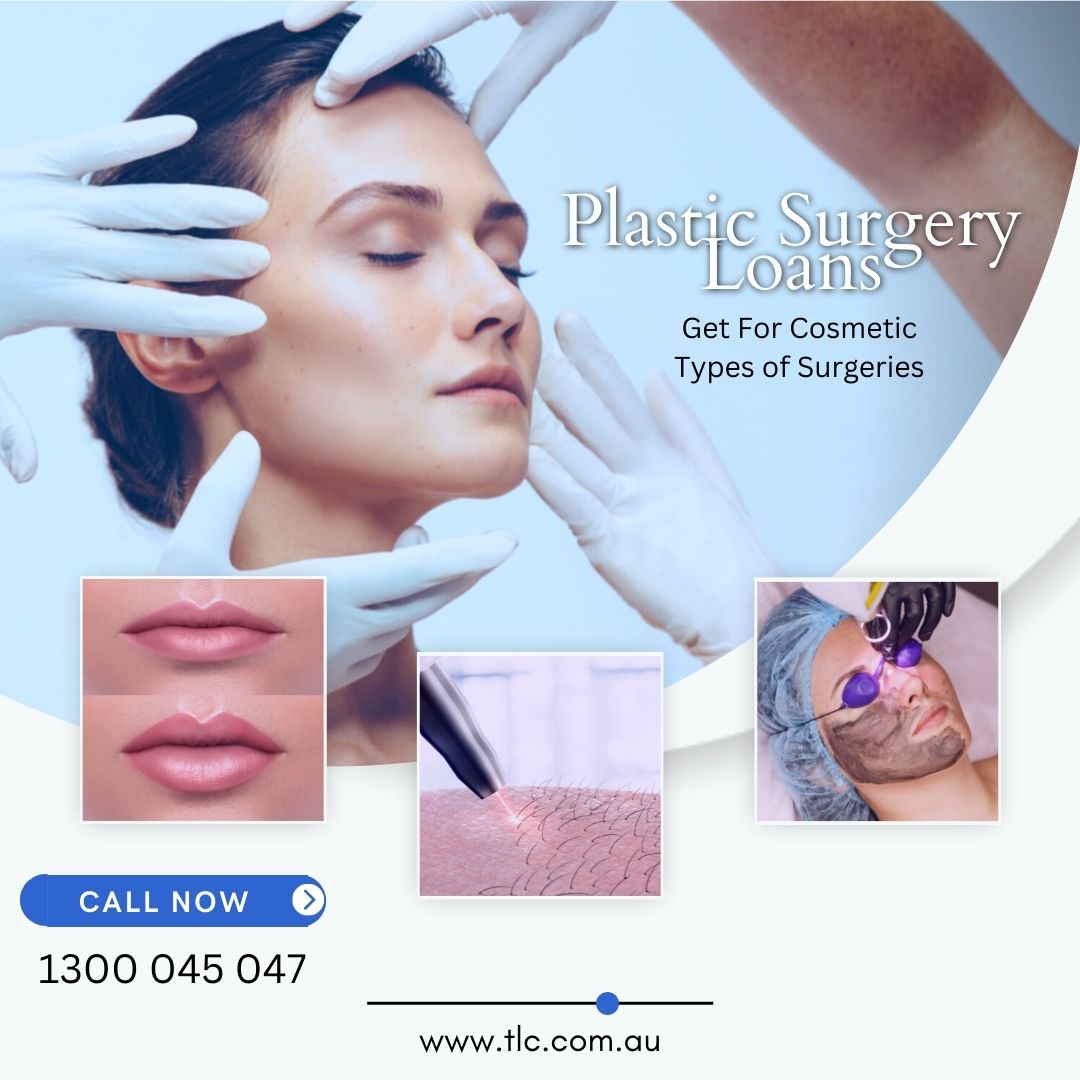 Plastic Surgery
Loans
Get For Cosmetic
Types of Surgeries
CALL NOW
1300 045 047
www.tlc.com.au